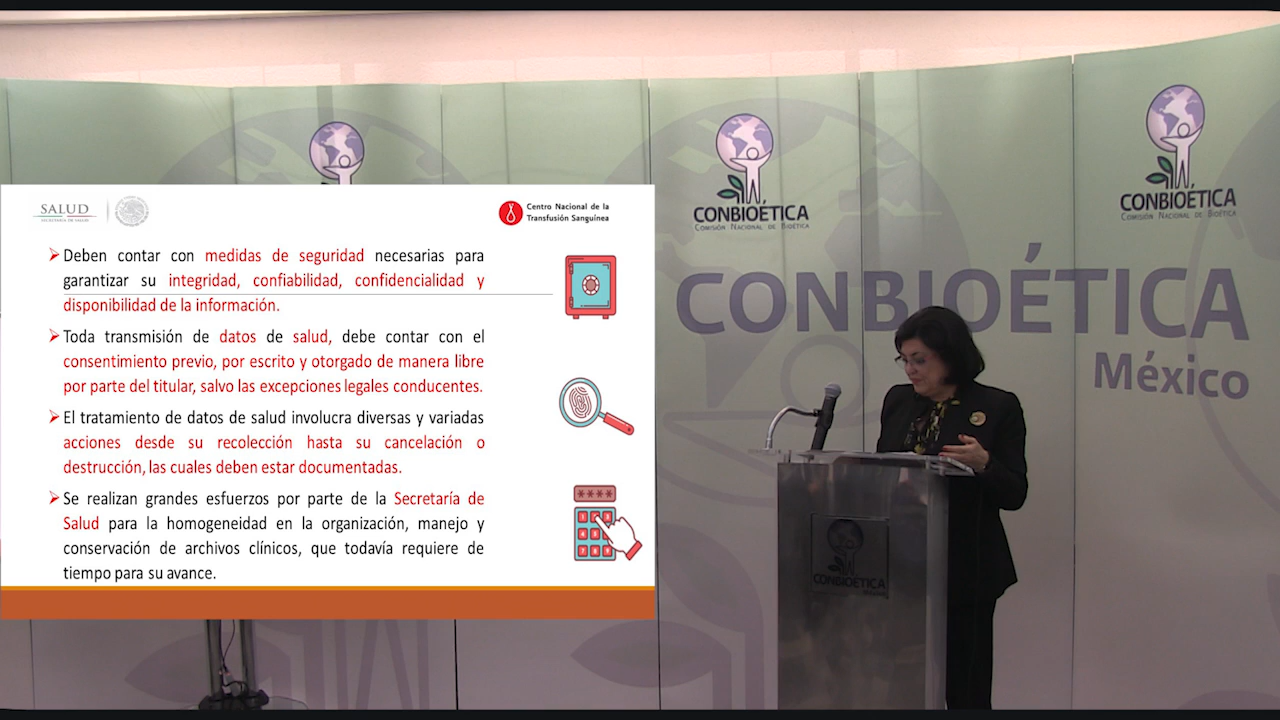 SALUD
SECRETARÍA DE SALUD
Centro Nacional de la
Transfusión Sanguínea
Deben contar con medidas de seguridad necesarias para
garantizar su integridad, confiabilidad, confidencialidad y
disponibilidad de la información.
Toda transmisión de datos de salud, debe contar con el
consentimiento previo, por escrito y otorgado de manera libre
por parte del titular, salvo las excepciones legales conducentes.
El tratamiento de datos de salud involucra diversas y variadas
acciones desde su recolección hasta su cancelación o
destrucción, las cuales deben estar documentadas.
Se realizan grandes esfuerzos por parte de la Secretaría de
Salud para la homogeneidad en la organización, manejo y
conservación de archivos clínicos, que todavía requiere de
tiempo para su avance.
****
CONBIOÉTICA
COMISIÓN NACIONAL DE BIOÉTICA
CONBIOÉTICA
COMISIÓN NACIONAL DE BIOÉTICA
CONBIOÉTICA
México
CONBIOÉTICA